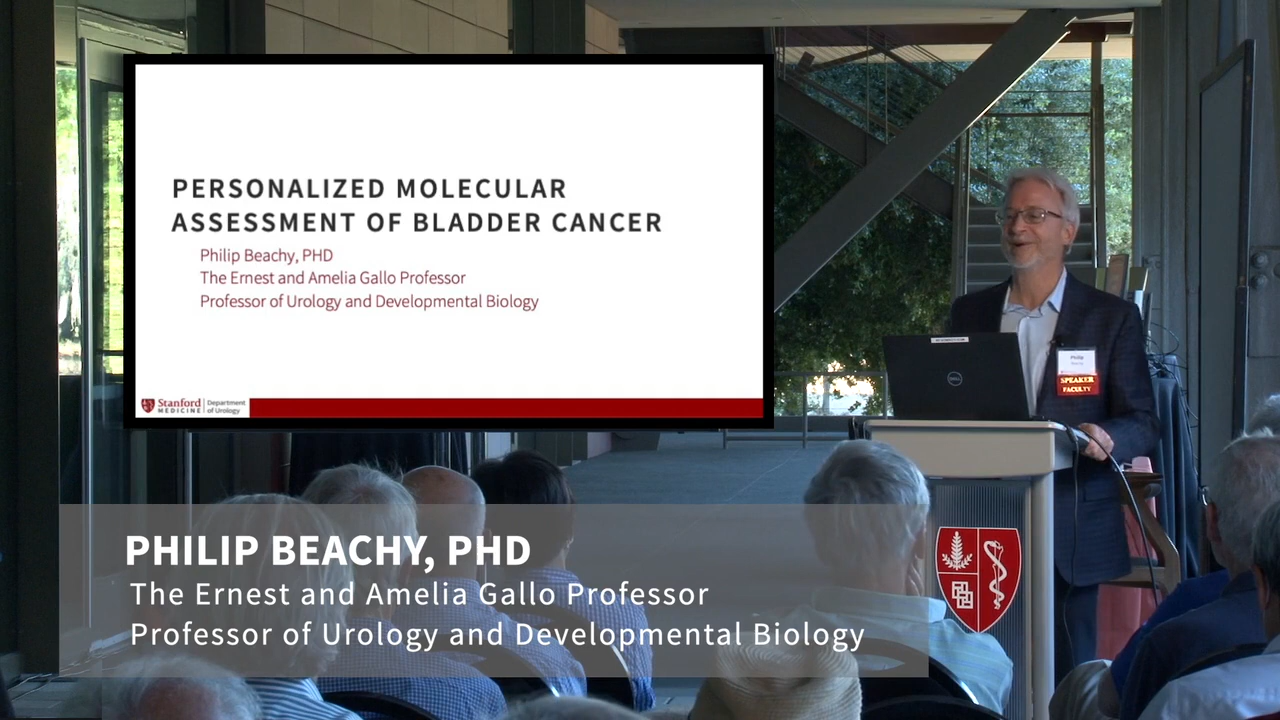 PERSONALIZED MOLECULAR
ASSESSMENT OF BLADDER CANCER
Philip Beachy, PHD
The Ernest and Amelia Gallo Professor
Professor of Urology and Developmental Biology
Stanford
MEDICINE
Department
of Urology
DELL
Philip
SPEAKER
FACULTY
PHILIP BEACHY, PHD
The Ernest and Amelia Gallo Professor
Professor of Urology and Developmental Biology